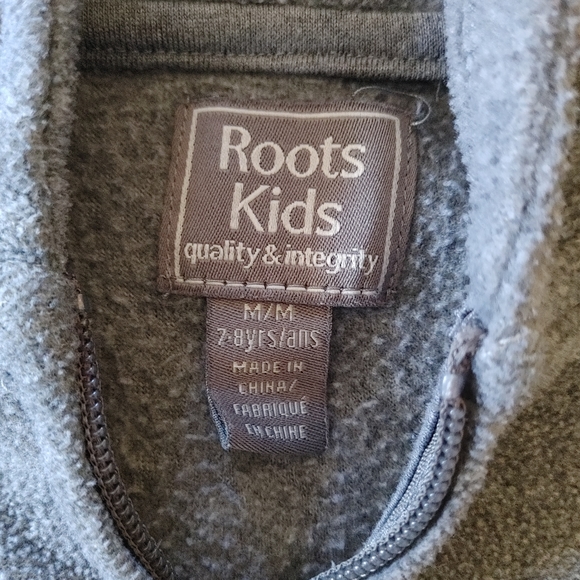 Roots
Kids
quality & integrity
M/M
7-8yrs/ans
MADE IN
CHINA/
FABRIQUÉ
EN CHINE